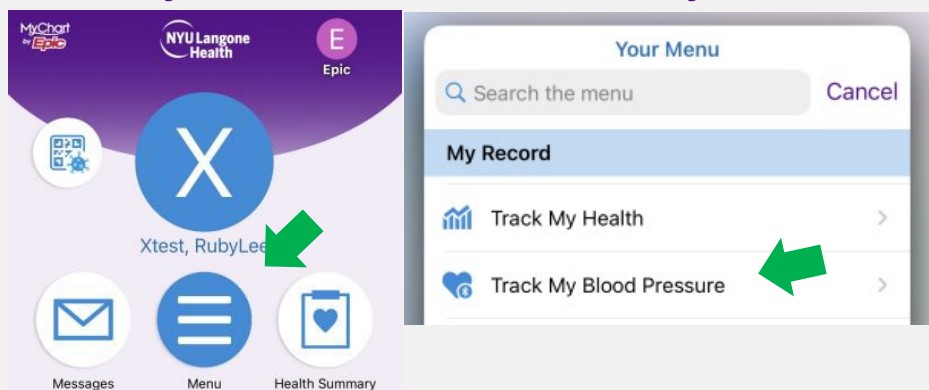 MyChart
by Epic
NYU Langone
Health
E
Epic
X
Xtest, RubyLee
Messages
Menu
Health Summary
Your Menu
Search the menu
Cancel
My Record
Track My Health
Track My Blood Pressure